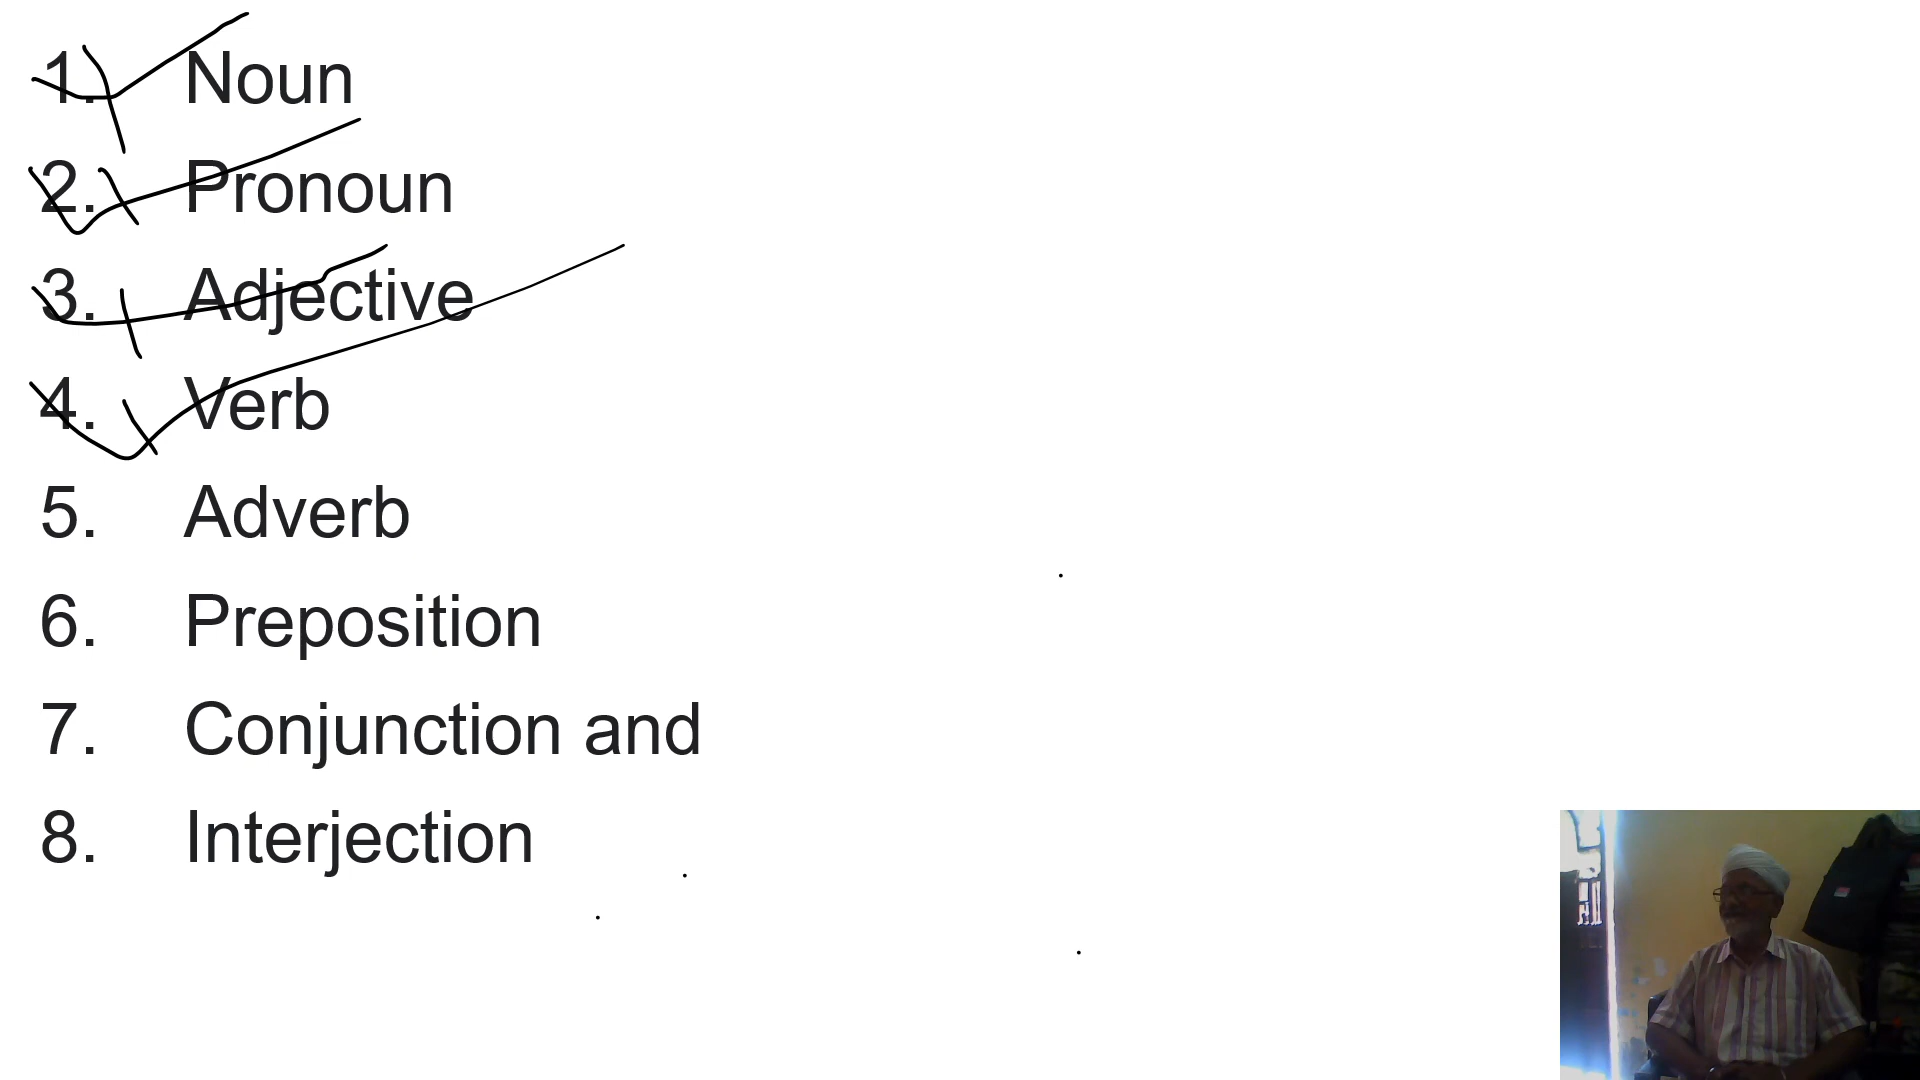 1. Noun
2. Pronoun
3. Adjective
4. Verb
5. Adverb
6. Preposition
7. Conjunction and
8. Interjection